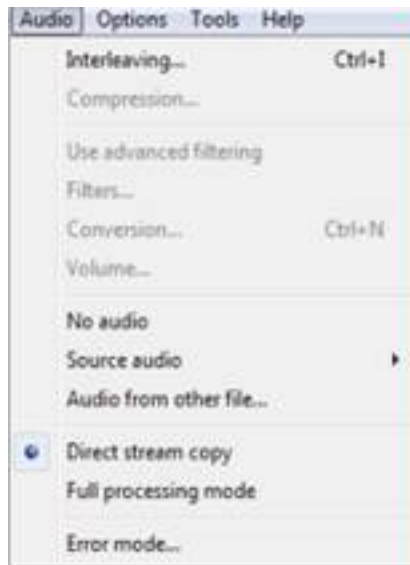 Audio Options Tools Help
Interleaving... Ctrl+I
Compression...
Use advanced filtering
Filters...
Conversion... Ctrl+N
Volume...
No audio
Source audio
Audio from other file...
Direct stream copy
Full processing mode
Error mode...